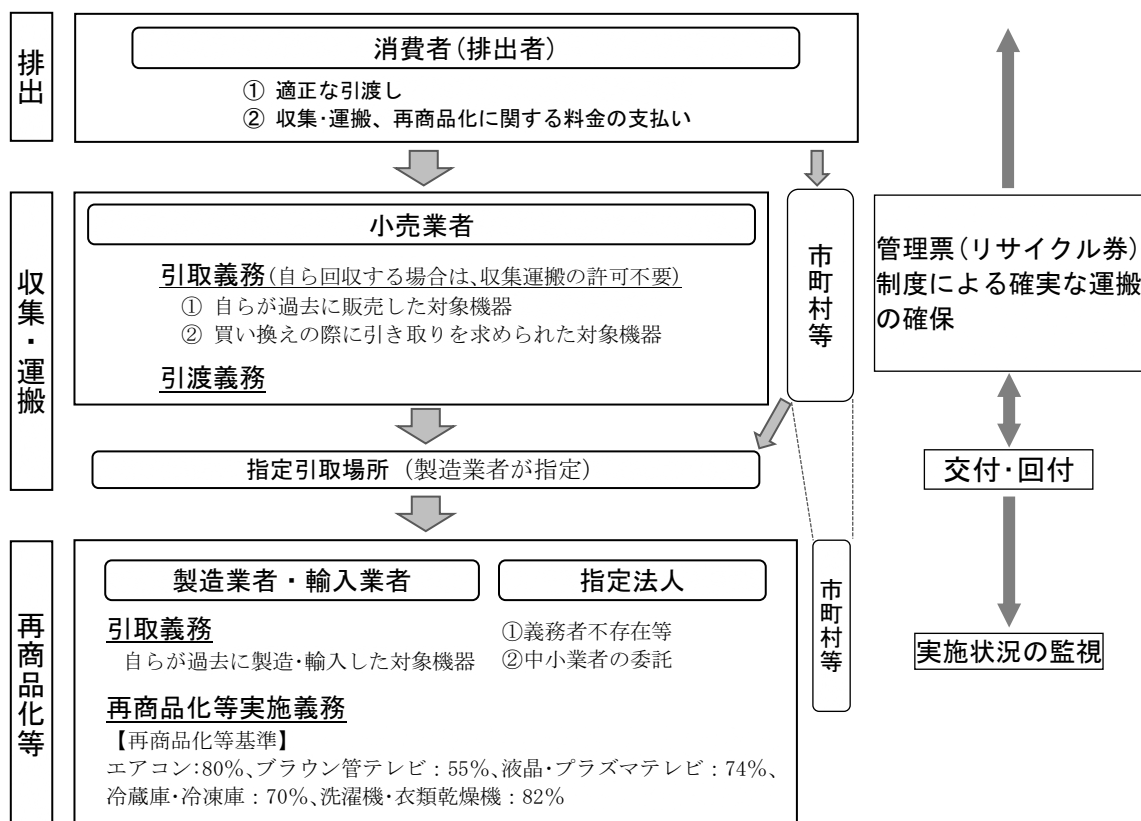 排出
消費者(排出者)
① 適正な引渡し
② 収集・運搬、再商品化に関する料金の支払い
収集・運搬
小売業者
引取義務(自ら回収する場合は、収集運搬の許可不要)
① 自らが過去に販売した対象機器
② 買い換えの際に引き取りを求められた対象機器
引渡義務
市町村等
管理票(リサイクル券)
制度による確実な運搬
の確保
指定引取場所 (製造業者が指定)
交付・回付
再商品化等
製造業者・輸入業者
引取義務
自らが過去に製造・輸入した対象機器
再商品化等実施義務
【再商品化等基準】
エアコン:80%、ブラウン管テレビ:55%、液晶・プラズマテレビ:74%、
冷蔵庫・冷凍庫:70%、洗濯機・衣類乾燥機:82%
指定法人
①義務者不存在等
②中小業者の委託
市町村等
実施状況の監視